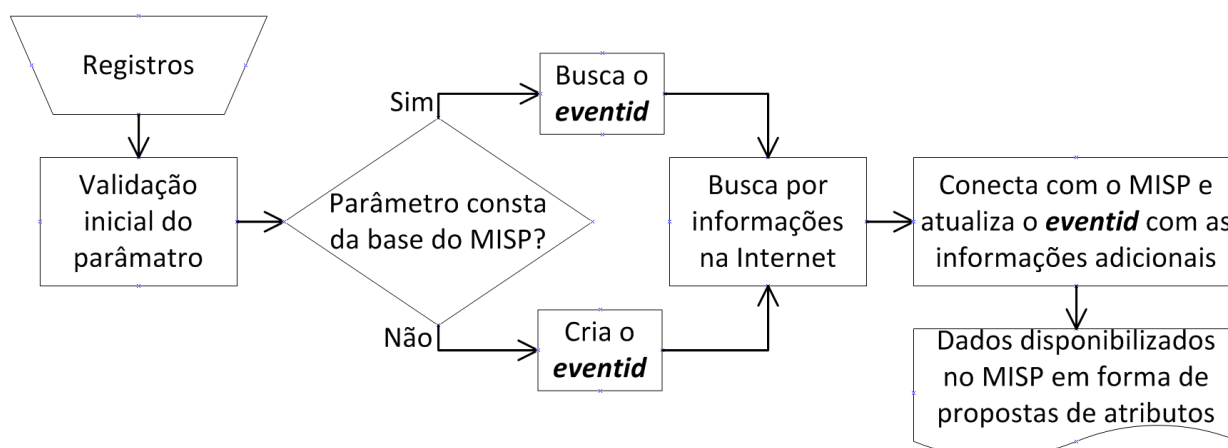 Registros
Validação
inicial do
parâmatro
Parâmetro consta
da base do MISP?
Sim
Busca o
eventid
Não
Cria o
eventid
Busca por
informações
na Internet
Conecta com o MISP e
atualiza o eventid com as
informações adicionais
Dados disponibilizados
no MISP em forma de
propostas de atributos